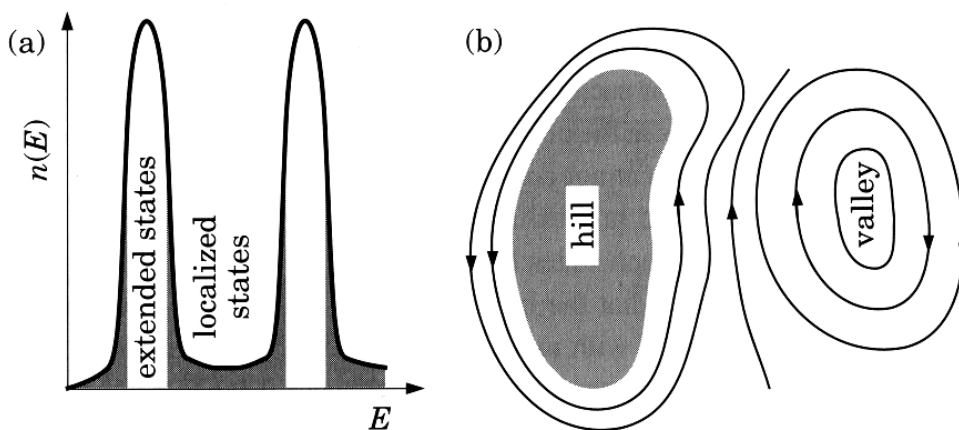 (a)
n(E)
extended states
localized
states
E
(b)
hill
valley